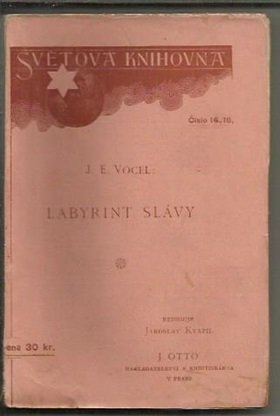 SVĚTOVÁ KNIHOVNA
Číslo 14, 16.
J. E. VOCEL:
LABYRINT SLÁVY
REDIGUJE
JAROSLAV KVAPIL
J. OTTO
NAKLADATELSTVÍ A KNIHTISKÁRNA
V PRAZE
ena 30 kr.